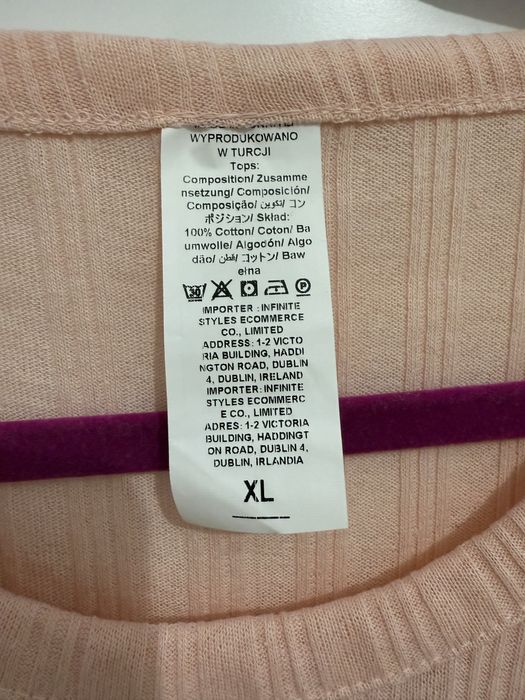 WYPRODUKOWANO
W TURCJI
Tops:
Composition/ Zusamme
nsetzung/ Composición/
Composição/ تكوين/ コン
ポジション/ Skład:
100% Cotton/ Coton/ Ba
umwolle/ Algodón/ Algo
dão/ قطن/ コットン/ Baw
ełna
30
P
IMPORTER :INFINITE
STYLES ECOMMERCE
CO., LIMITED
ADDRESS: 1-2 VICTO
RIA BUILDING, HADDI
NGTON ROAD, DUBLIN
4, DUBLIN, IRELAND
IMPORTER: INFINITE
STYLES ECOMMERC
E CO., LIMITED
ADRES: 1-2 VICTORIA
BUILDING, HADDINGT
ON ROAD, DUBLIN 4,
DUBLIN, IRLANDIA
XL